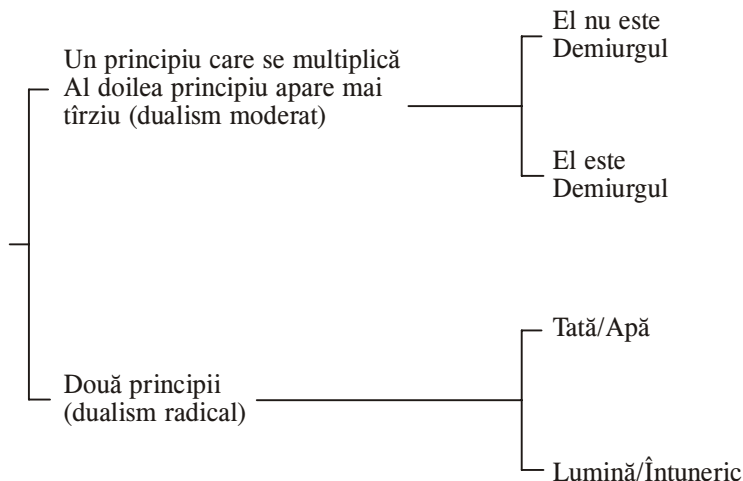 Un principiu care se multiplică
Al doilea principiu apare mai
tîrziu (dualism moderat)
El nu este
Demiurgul
El este
Demiurgul
Două principii
(dualism radical)
Tată/Apă
Lumină/Întuneric